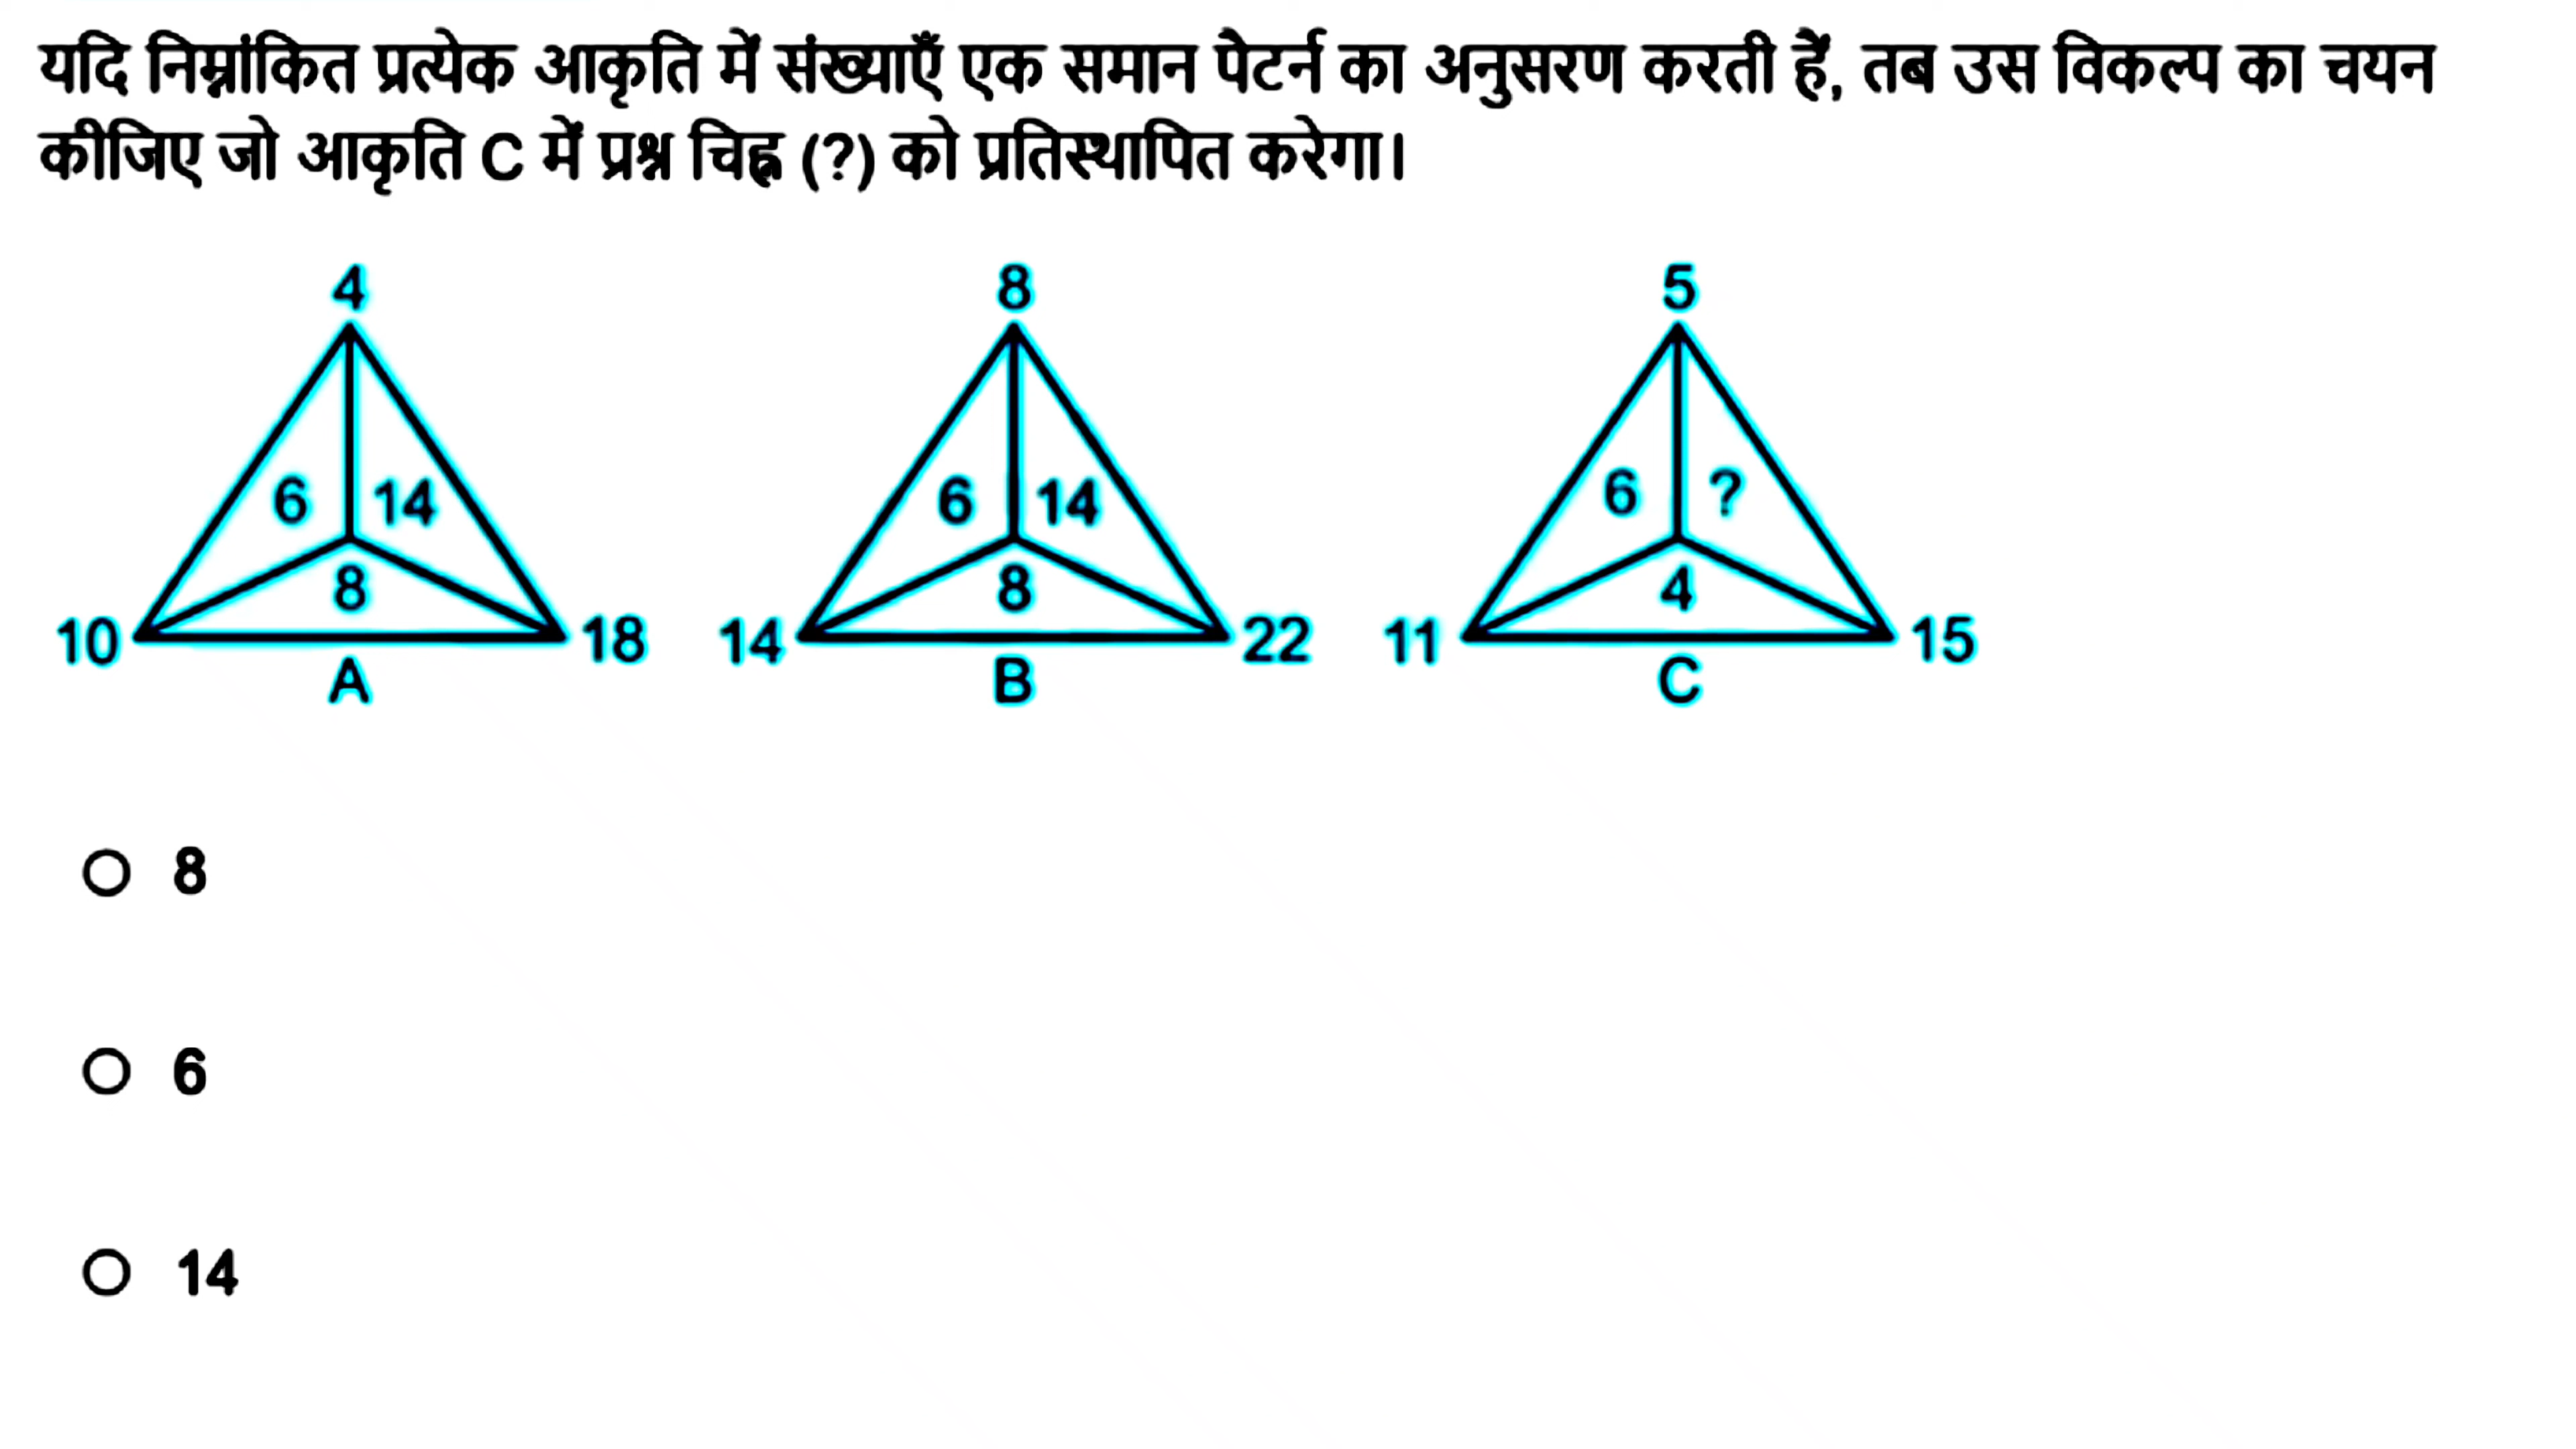 यदि निम्नांकित प्रत्येक आकृति में संख्याएँ एक समान पैटर्न का अनुसरण करती हैं, तब उस विकल्प का चयन
कीजिए जो आकृति C में प्रश्न चिह्न (?) को प्रतिस्थापित करेगा।
4 8 5
6 14 6 14 6 ?
8 8 4
10 18 14 22 11 15
A B C
8
6
14